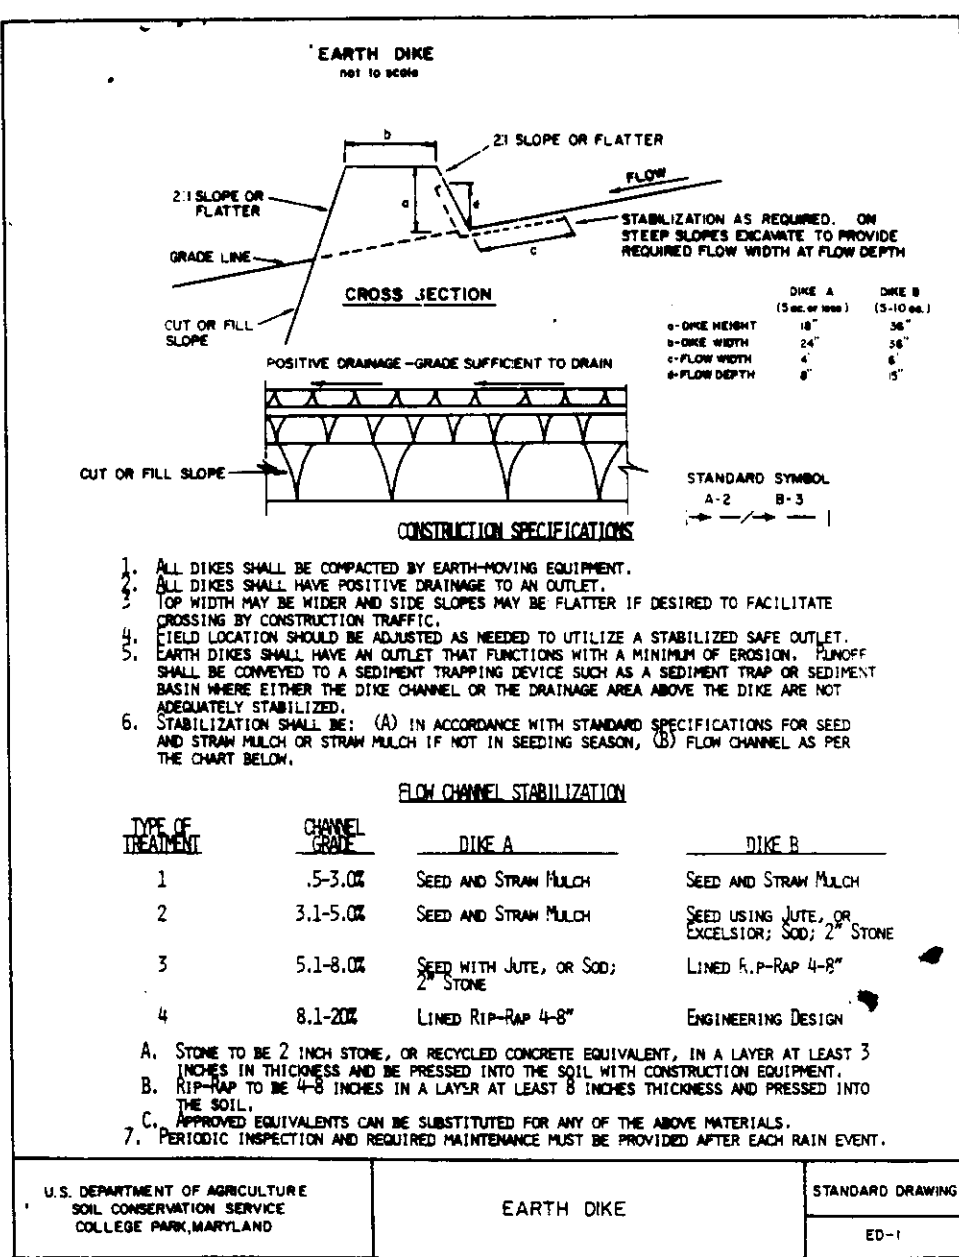 EARTH DIKE
not to scale
b
2:1 SLOPE OR FLATTER
FLOW
2:1 SLOPE OR
FLATTER
a
STABILIZATION AS REQUIRED. ON
STEEP SLOPES EXCAVATE TO PROVIDE
REQUIRED FLOW WIDTH AT FLOW DEPTH
c
GRADE LINE
CROSS SECTION
CUT OR FILL
SLOPE
DIKE A DIKE B
(5 ac. or less) (5-10 ac.)
a-DIKE HEIGHT 18" 36"
b-DIKE WIDTH 24" 36"
c-FLOW WIDTH 4' 6'
d-FLOW DEPTH 8" 15"
POSITIVE DRAINAGE-GRADE SUFFICIENT TO DRAIN
CUT OR FILL SLOPE
STANDARD SYMBOL
A-2 B-3
CONSTRUCTION SPECIFICATIONS
1. ALL DIKES SHALL BE COMPACTED BY EARTH-MOVING EQUIPMENT.
2. ALL DIKES SHALL HAVE POSITIVE DRAINAGE TO AN OUTLET.
3 TOP WIDTH MAY BE WIDER AND SIDE SLOPES MAY BE FLATTER IF DESIRED TO FACILITATE
CROSSING BY CONSTRUCTION TRAFFIC.
4. FIELD LOCATION SHOULD BE ADJUSTED AS NEEDED TO UTILIZE A STABILIZED SAFE OUTLET.
5. EARTH DIKES SHALL HAVE AN OUTLET THAT FUNCTIONS WITH A MINIMUM OF EROSION. RUNOFF
SHALL BE CONVEYED TO A SEDIMENT TRAPPING DEVICE SUCH AS A SEDIMENT TRAP OR SEDIMENT
BASIN WHERE EITHER THE DIKE CHANNEL OR THE DRAINAGE AREA ABOVE THE DIKE ARE NOT
ADEQUATELY STABILIZED.
6. STABILIZATION SHALL BE: (A) IN ACCORDANCE WITH STANDARD SPECIFICATIONS FOR SEED
AND STRAW MULCH OR STRAW MULCH IF NOT IN SEEDING SEASON, (B) FLOW CHANNEL AS PER
THE CHART BELOW.
FLOW CHANNEL STABILIZATION
TYPE OF CHANNEL
TREATMENT GRADE DIKE A DIKE B
1 .5-3.0% SEED AND STRAW MULCH SEED AND STRAW MULCH
2 3.1-5.0% SEED AND STRAW MULCH SEED USING JUTE, OR
EXCELSIOR; SOD; 2" STONE
3 5.1-8.0% SEED WITH JUTE, OR SOD; LINED RIP-RAP 4-8"
2" STONE
4 8.1-20% LINED RIP-RAP 4-8" ENGINEERING DESIGN
A. STONE TO BE 2 INCH STONE, OR RECYCLED CONCRETE EQUIVALENT, IN A LAYER AT LEAST 3
INCHES IN THICKNESS AND BE PRESSED INTO THE SOIL WITH CONSTRUCTION EQUIPMENT.
B. RIP-RAP TO BE 4-8 INCHES IN A LAYER AT LEAST 8 INCHES THICKNESS AND PRESSED INTO
THE SOIL.
C. APPROVED EQUIVALENTS CAN BE SUBSTITUTED FOR ANY OF THE ABOVE MATERIALS.
7. PERIODIC INSPECTION AND REQUIRED MAINTENANCE MUST BE PROVIDED AFTER EACH RAIN EVENT.
U.S. DEPARTMENT OF AGRICULTURE
SOIL CONSERVATION SERVICE
COLLEGE PARK, MARYLAND
EARTH DIKE
STANDARD DRAWING
ED-1